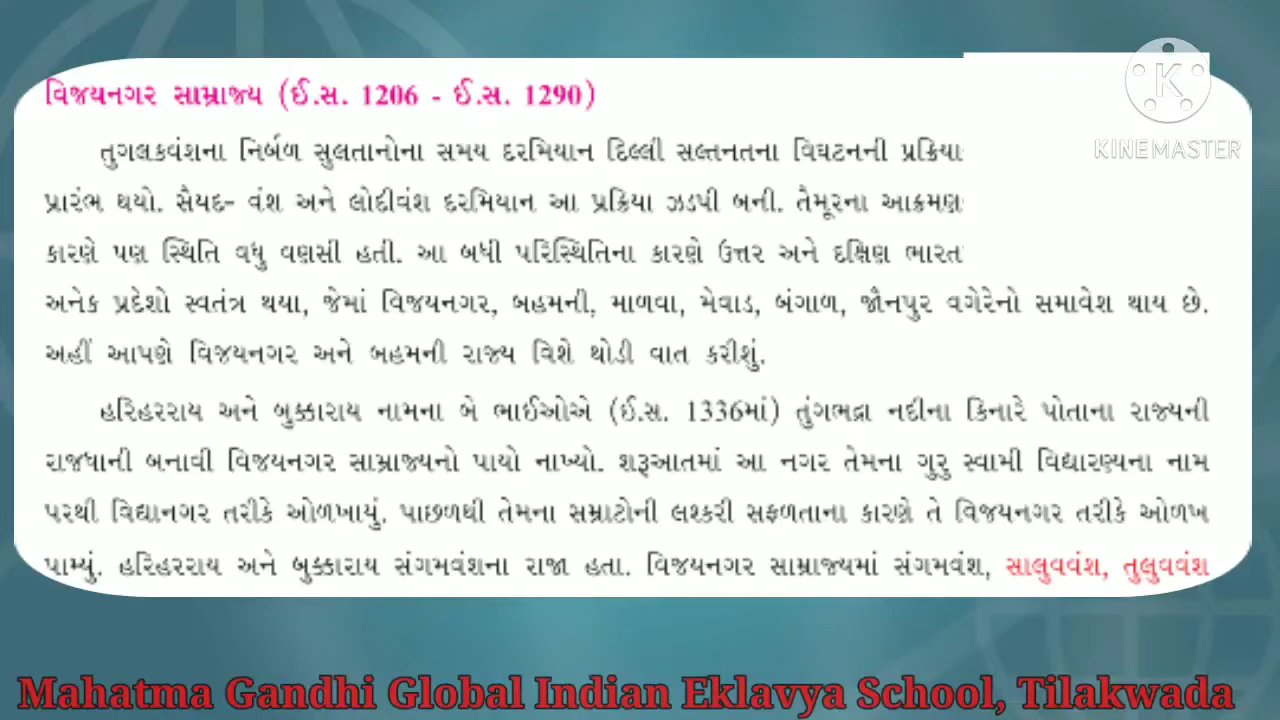 વિજયનગર સામ્રાજ્ય (ઈ.સ. 1206 - ઈ.સ. 1290)
તુગલકવંશના નિર્બળ સુલતાનોના સમય દરમિયાન દિલ્લી સલ્તનતના વિઘટનની પ્રક્રિયા
પ્રારંભ થયો. સૈયદ- વંશ અને લોદીવંશ દરમિયાન આ પ્રક્રિયા ઝડપી બની. તૈમૂરના આક્રમણ
કારણે પણ સ્થિતિ વધુ વણસી હતી. આ બધી પરિસ્થિતિના કારણે ઉત્તર અને દક્ષિણ ભારત
અનેક પ્રદેશો સ્વતંત્ર થયા, જેમાં વિજયનગર, બહમની, માળવા, મેવાડ, બંગાળ, જૌનપુર વગેરેનો સમાવેશ થાય છે.
અહીં આપણે વિજયનગર અને બહમની રાજ્ય વિશે થોડી વાત કરીશું.
હરિહરરાય અને બુક્કારાય નામના બે ભાઈઓએ (ઈ.સ. 1336માં) તુંગભદ્રા નદીના કિનારે પોતાના રાજ્યની
રાજધાની બનાવી વિજયનગર સામ્રાજ્યનો પાયો નાખ્યો. શરૂઆતમાં આ નગર તેમના ગુરુ સ્વામી વિદ્યારણ્યના નામ
પરથી વિદ્યાનગર તરીકે ઓળખાયું. પાછળથી તેમના સમ્રાટોની લશ્કરી સફળતાના કારણે તે વિજયનગર તરીકે ઓળખ
પામ્યું. હરિહરરાય અને બુક્કારાય સંગમવંશના રાજા હતા. વિજયનગર સામ્રાજ્યમાં સંગમવંશ, સાલુવવંશ, તુલુવવંશ
K
KINEMASTER
Mahatma Gandhi Global Indian Eklavya School, Tilakwada